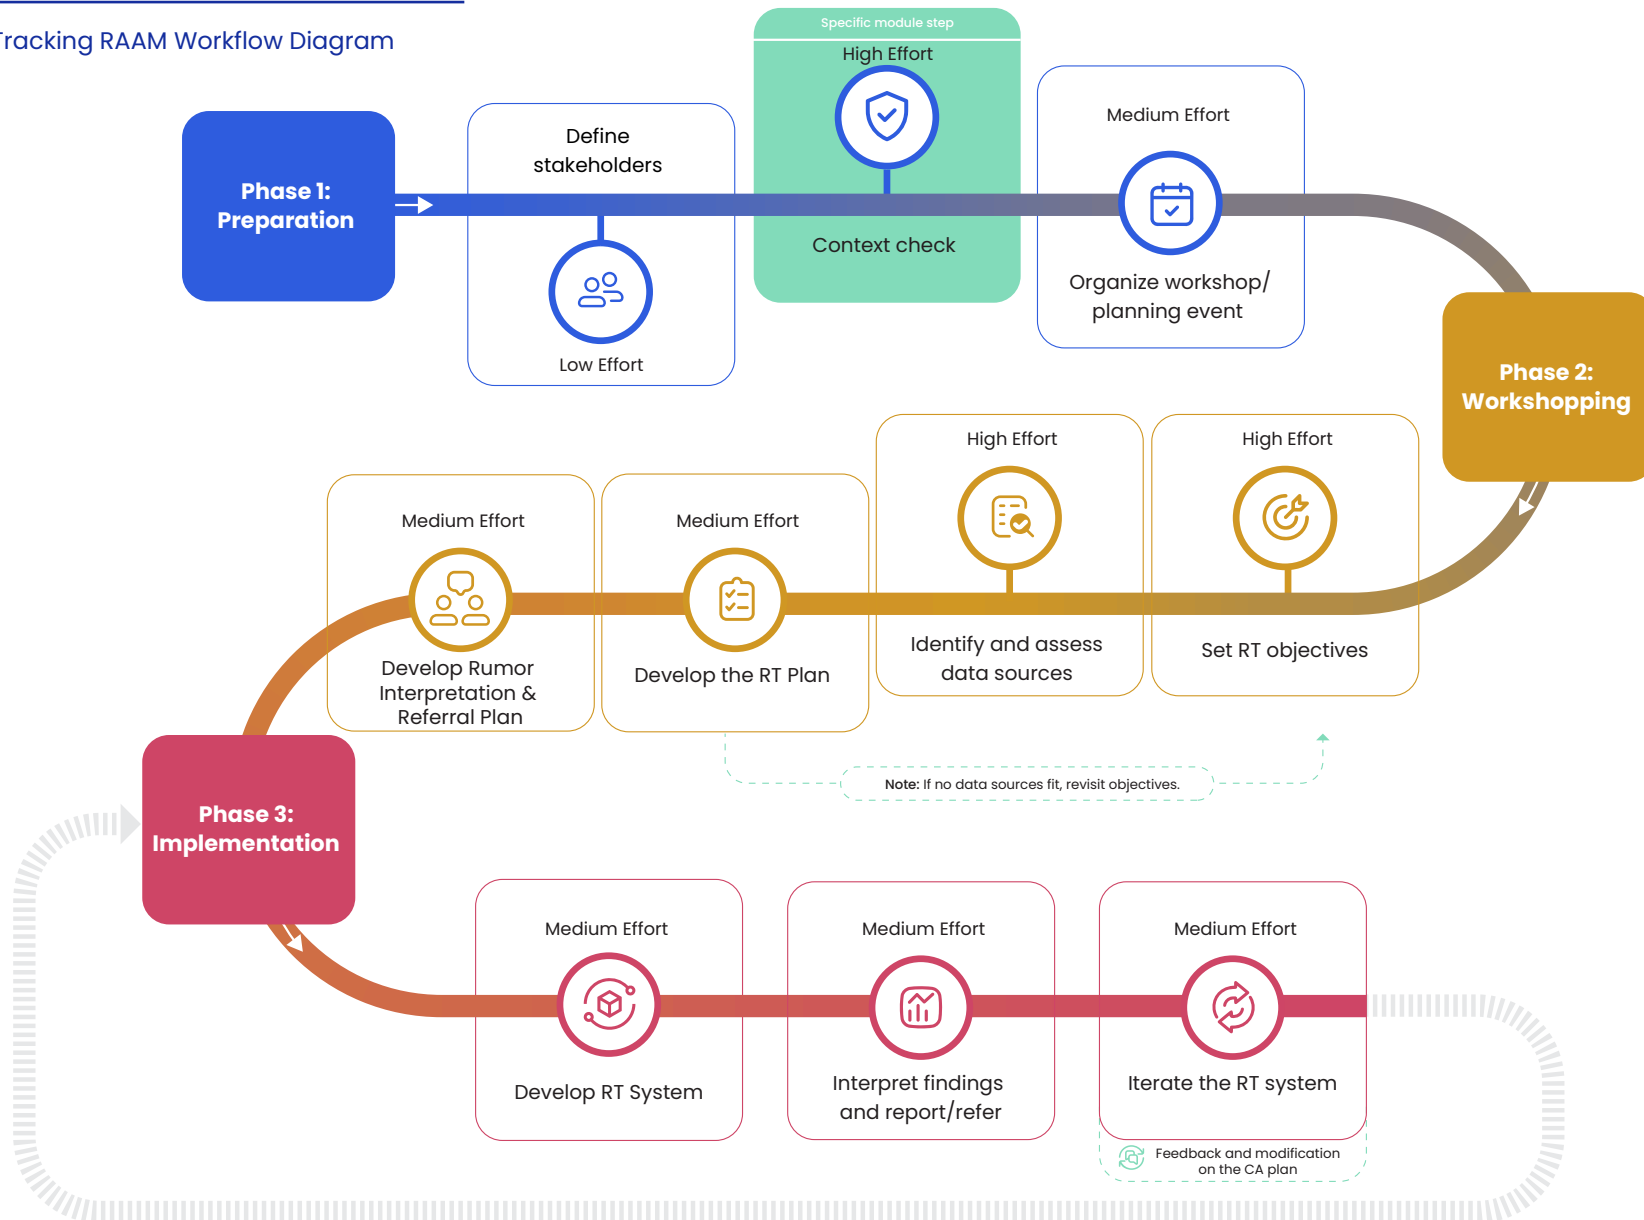 Tracking RAAM Workflow Diagram
Specific module step
High Effort
Medium Effort
Define
stakeholders
Phase 1:
Preparation
Context check
Organize workshop/
planning event
Low Effort
Phase 2:
Workshopping
High Effort
High Effort
Medium Effort
Medium Effort
Identify and assess
data sources
Set RT objectives
Develop Rumor
Interpretation &
Referral Plan
Develop the RT Plan
Note: If no data sources fit, revisit objectives.
Phase 3:
Implementation
Medium Effort
Medium Effort
Medium Effort
Develop RT System
Interpret findings
and report/refer
Iterate the RT system
Feedback and modification
on the CA plan